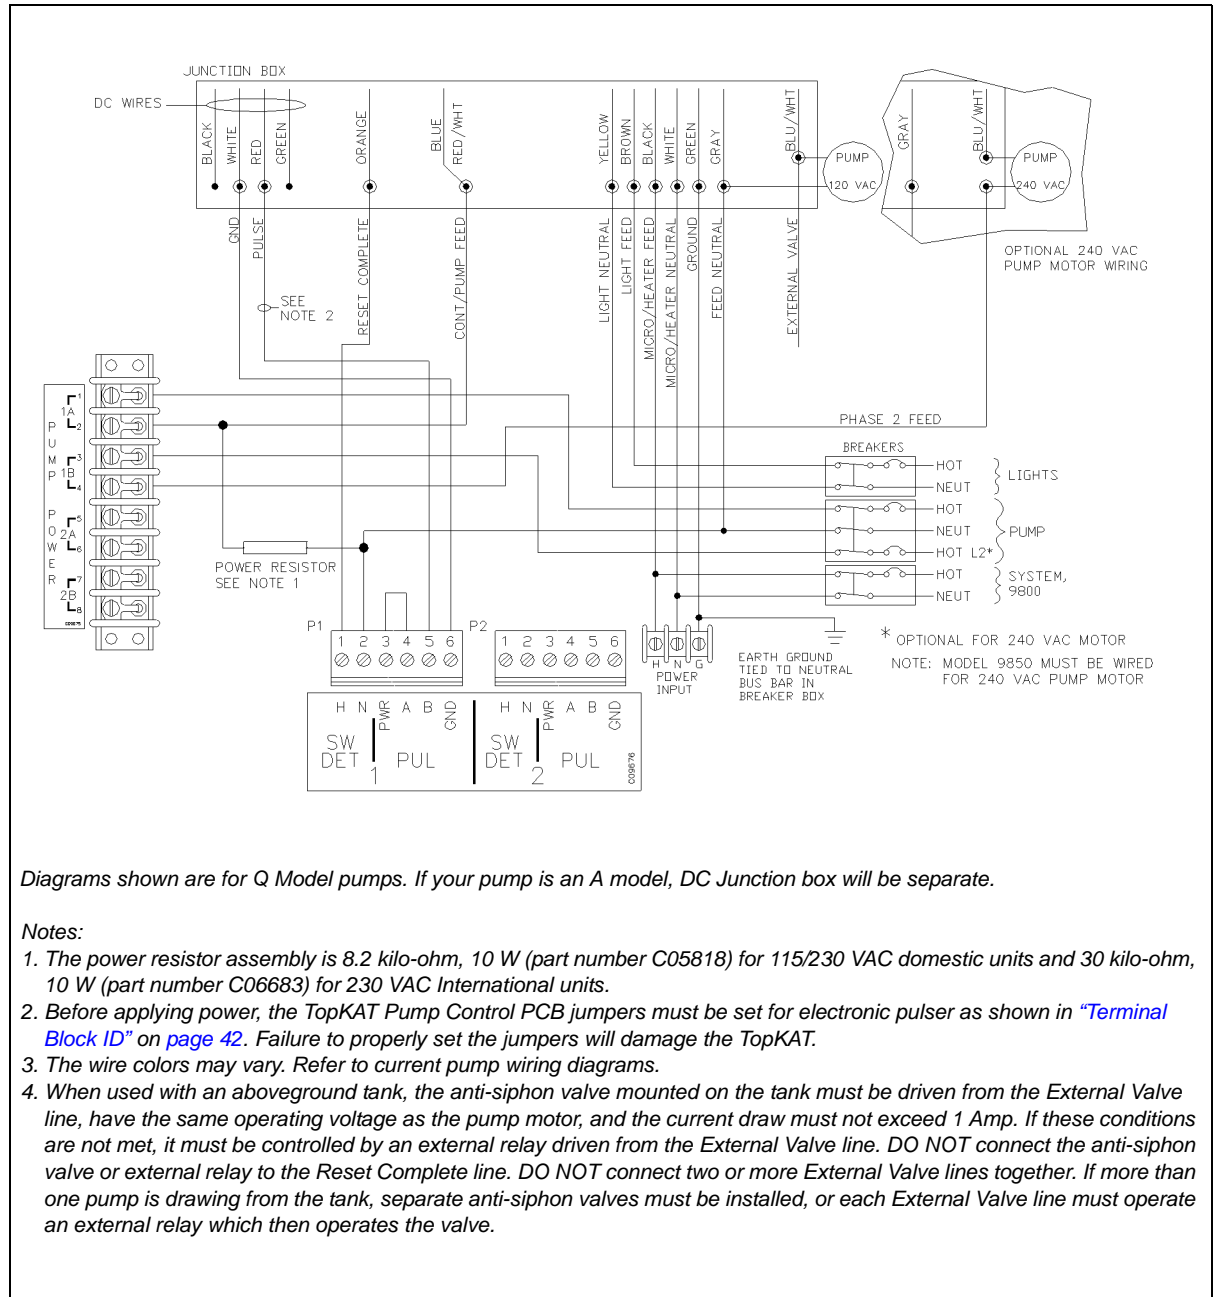 JUNCTION BOX
DC WIRES
BLACK
WHITE
RED
GREEN
ORANGE
BLUE
RED/WHT
YELLOW
BROWN
BLACK
WHITE
GREEN
GRAY
BLU/WHT
PUMP
120 VAC
GRAY
BLU/WHT
PUMP
240 VAC
OPTIONAL 240 VAC
PUMP MOTOR WIRING
GND
PULSE
SEE
NOTE 2
RESET COMPLETE
CONT/PUMP FEED
LIGHT NEUTRAL
LIGHT FEED
MICRO/HEATER FEED
MICRO/HEATER NEUTRAL
GROUND
FEED NEUTRAL
EXTERNAL VALVE
PUMP POWER
1A
1
2
1B
3
4
2A
5
6
2B
7
8
C09675
POWER RESISTOR
SEE NOTE 1
PHASE 2 FEED
BREAKERS
HOT
NEUT
LIGHTS
HOT
NEUT
HOT L2*
PUMP
HOT
NEUT
SYSTEM,
9800
* OPTIONAL FOR 240 VAC MOTOR
NOTE: MODEL 9850 MUST BE WIRED
FOR 240 VAC PUMP MOTOR
P1
1 2 3 4 5 6
P2
1 2 3 4 5 6
H N G
POWER
INPUT
EARTH GROUND
TIED TO NEUTRAL
BUS BAR IN
BREAKER BOX
H N PWR A B GND
SW
DET
1
PUL
H N PWR A B GND
SW
DET
2
PUL
C09676
Diagrams shown are for Q Model pumps. If your pump is an A model, DC Junction box will be separate.
Notes:
1. The power resistor assembly is 8.2 kilo-ohm, 10 W (part number C05818) for 115/230 VAC domestic units and 30 kilo-ohm,
10 W (part number C06683) for 230 VAC International units.
2. Before applying power, the TopKAT Pump Control PCB jumpers must be set for electronic pulser as shown in “Terminal
Block ID” on page 42. Failure to properly set the jumpers will damage the TopKAT.
3. The wire colors may vary. Refer to current pump wiring diagrams.
4. When used with an aboveground tank, the anti-siphon valve mounted on the tank must be driven from the External Valve
line, have the same operating voltage as the pump motor, and the current draw must not exceed 1 Amp. If these conditions
are not met, it must be controlled by an external relay driven from the External Valve line. DO NOT connect the anti-siphon
valve or external relay to the Reset Complete line. DO NOT connect two or more External Valve lines together. If more than
one pump is drawing from the tank, separate anti-siphon valves must be installed, or each External Valve line must operate
an external relay which then operates the valve.